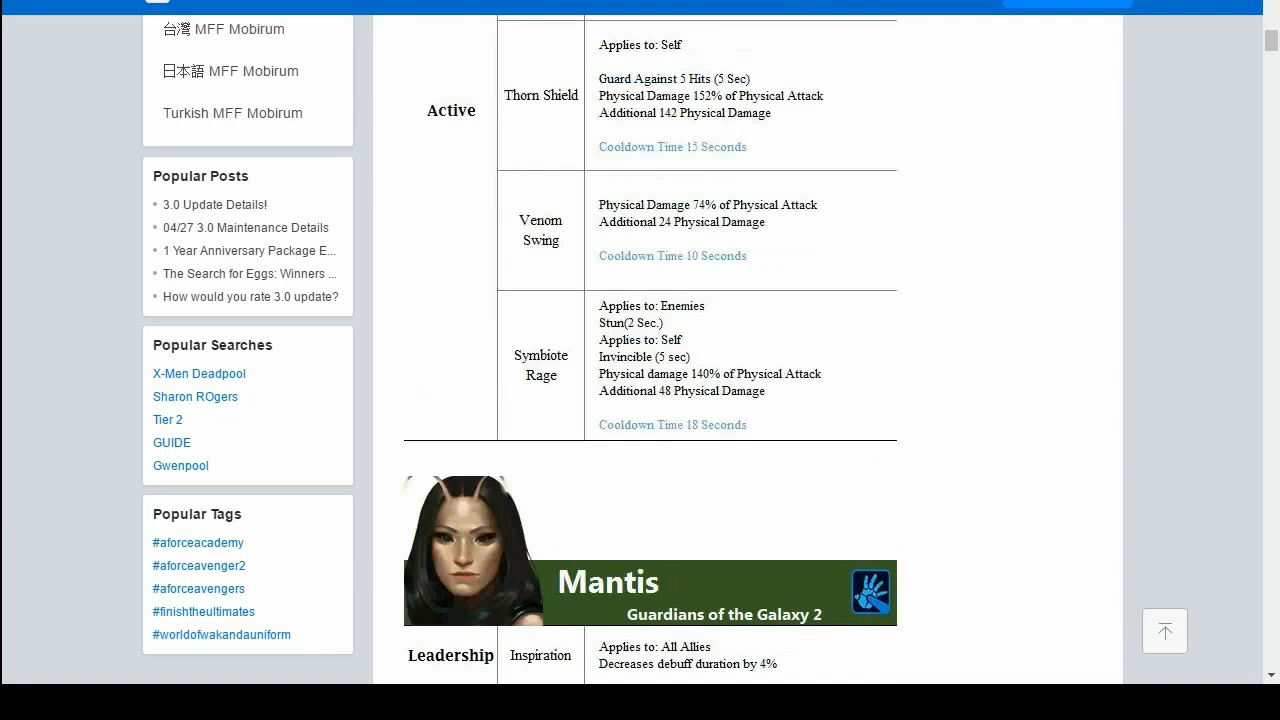 台灣 MFF Mobirum
日本語 MFF Mobirum
Turkish MFF Mobirum
Popular Posts
3.0 Update Details!
04/27 3.0 Maintenance Details
1 Year Anniversary Package E...
The Search for Eggs: Winners ...
How would you rate 3.0 update?
Popular Searches
X-Men Deadpool
Sharon ROgers
Tier 2
GUIDE
Gwenpool
Popular Tags
#aforceacademy
#aforceavenger2
#aforceavengers
#finishtheultimates
#worldofwakandauniform
Active
Thorn Shield
Applies to: Self
Guard Against 5 Hits (5 Sec)
Physical Damage 152% of Physical Attack
Additional 142 Physical Damage
Cooldown Time 15 Seconds
Venom
Swing
Physical Damage 74% of Physical Attack
Additional 24 Physical Damage
Cooldown Time 10 Seconds
Symbiote
Rage
Applies to: Enemies
Stun(2 Sec.)
Applies to: Self
Invincible (5 sec)
Physical damage 140% of Physical Attack
Additional 48 Physical Damage
Cooldown Time 18 Seconds
Mantis
Guardians of the Galaxy 2
Leadership
Inspiration
Applies to: All Allies
Decreases debuff duration by 4%